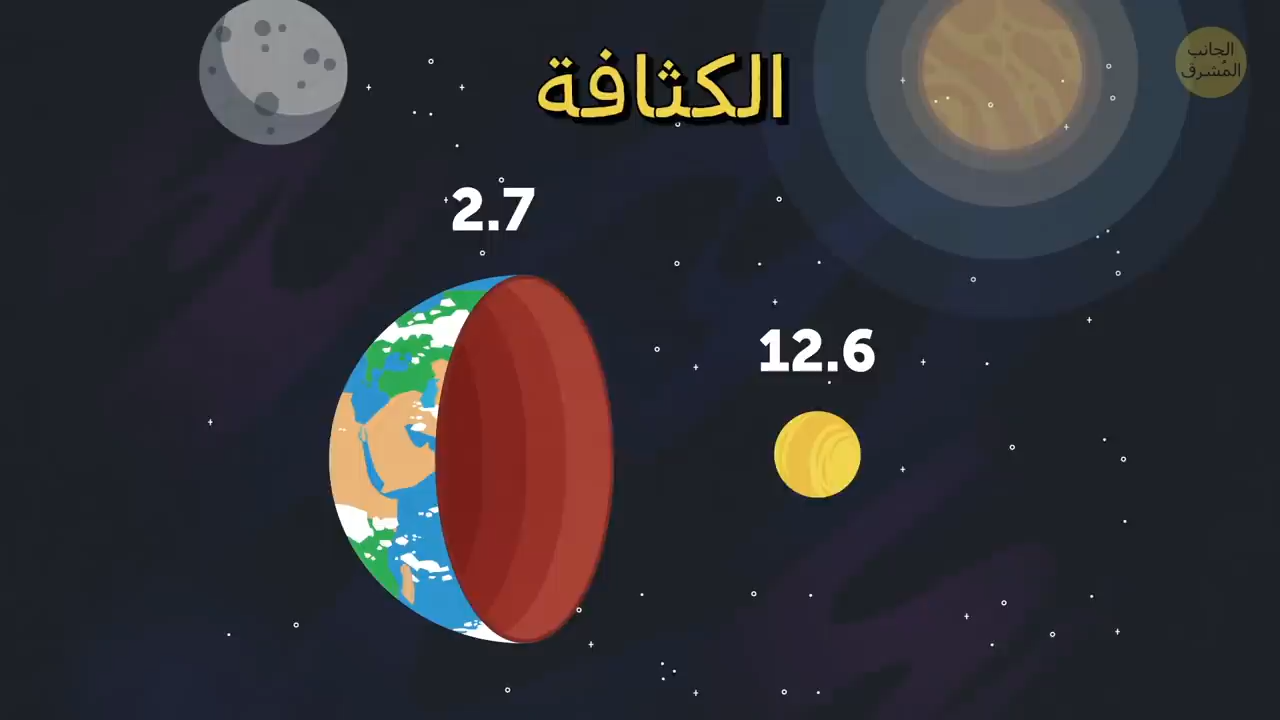 الكثافة
الجانب
المُشرق
2.7
12.6